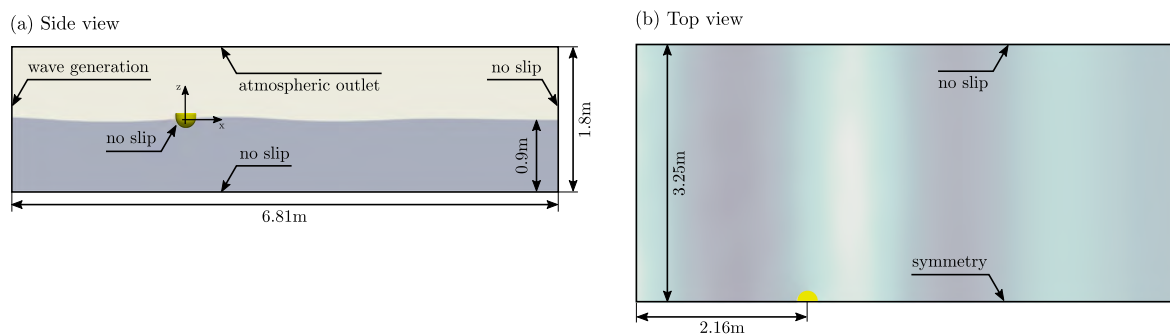 (a) Side view
wave generation
atmospheric outlet
no slip
z
x
no slip
no slip
0.9m
1.8m
6.81m
(b) Top view
no slip
3.25m
symmetry
2.16m